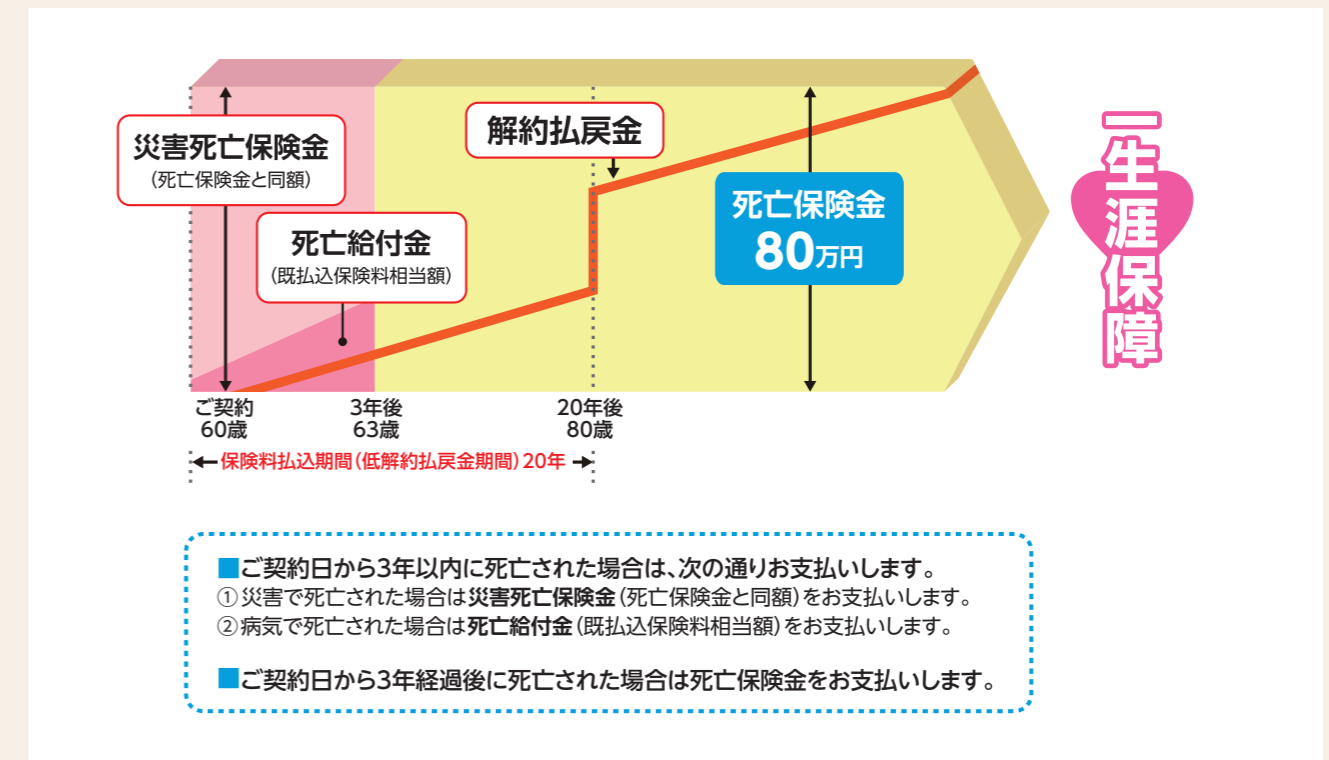 災害死亡保険金
(死亡保険金と同額)
死亡給付金
(既払込保険料相当額)
解約払戻金
死亡保険金
80万円
一生涯保障
ご契約
60歳
3年後
63歳
20年後
80歳
保険料払込期間(低解約払戻金期間)20年
■ご契約日から3年以内に死亡された場合は、次の通りお支払いします。
①災害で死亡された場合は災害死亡保険金(死亡保険金と同額)をお支払いします。
②病気で死亡された場合は死亡給付金(既払込保険料相当額)をお支払いします。
■ご契約日から3年経過後に死亡された場合は死亡保険金をお支払いします。